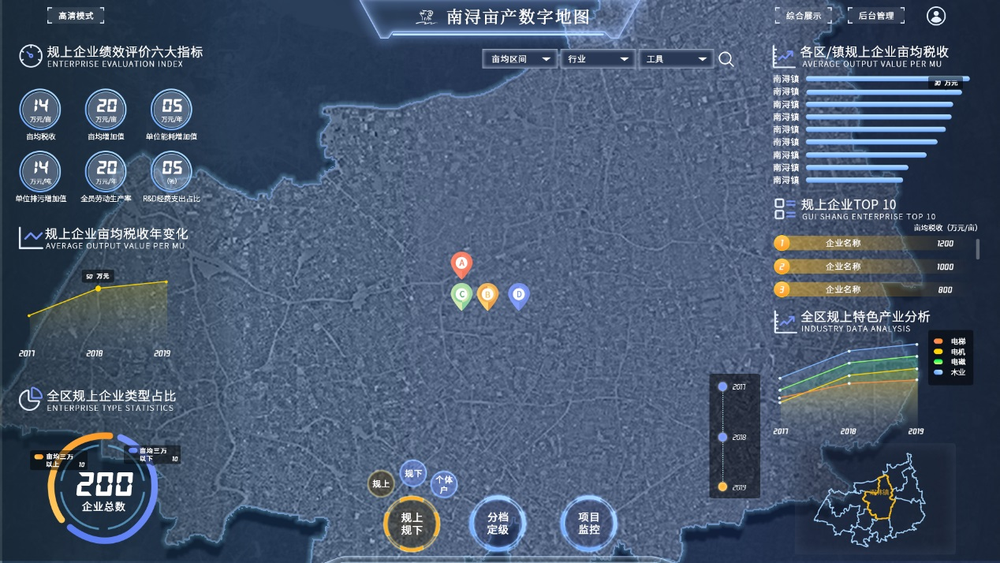 高清模式
南浔亩产数字地图
综合展示
后台管理
规上企业绩效评价六大指标
ENTERPRISE EVALUATION INDEX
亩均区间
行业
工具
各区/镇规上企业亩均税收
AVERAGE OUTPUT VALUE PER MU
14
万元/亩
亩均税收
20
万元/亩
亩均增加值
05
万元/年
单位能耗增加值
14
万元/吨
单位排污增加值
20
万元/年
全员劳动生产率
05
(%)
R&D经费支出占比
南浔镇
30 万元
南浔镇
南浔镇
南浔镇
南浔镇
南浔镇
南浔镇
南浔镇
南浔镇
规上企业TOP 10
GUI SHANG ENTERPRISE TOP 10
亩均税收（万元/亩）
1 企业名称 1200
2 企业名称 1000
3 企业名称 800
规上企业亩均税收年变化
AVERAGE OUTPUT VALUE PER MU
50 万元
2017 2018 2019
A
C
B
D
全区规上特色产业分析
INDUSTRY DATA ANALYSIS
电梯
电机
电磁
木业
2017 2018 2019
2017
2018
2019
全区规上企业类型占比
ENTERPRISE TYPE STATISTICS
亩均三万
以上 10
亩均三万
以下 10
200
企业总数
规上
规下
个体
户
规上
规下
分档
定级
项目
监控